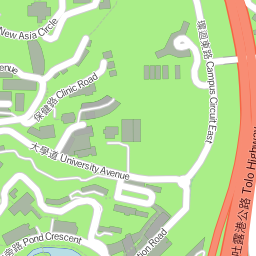 New Asia Circle
環迴東路 Campus Circuit East
保健路 Clinic Road
大學道 University Avenue
吐露港公路 Tolo Highway
Pond Crescent